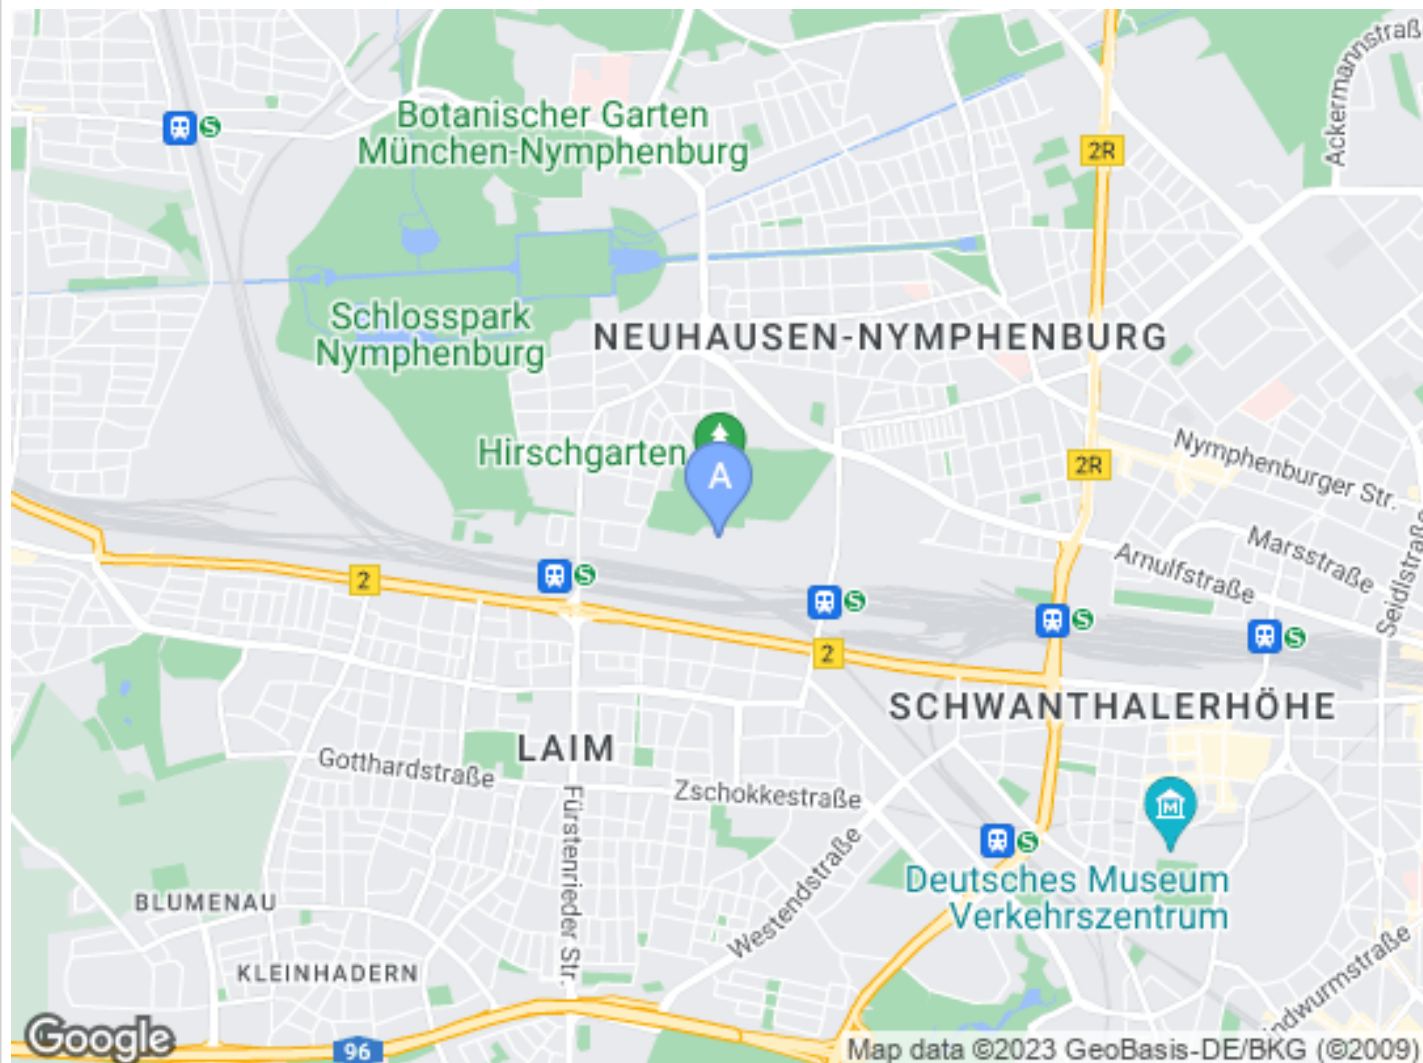 Ackermannstraß
Botanischer Garten
München-Nymphenburg
S
2R
Schlosspark
Nymphenburg
NEUHAUSEN-NYMPHENBURG
Hirschgarten
A
2R
Nymphenburger Str.
Marsstraße
Arnulfstraße
Seidlstraße
2
S
S
S
S
2
SCHWANTHALERHÖHE
LAIM
Gotthardstraße
Zschokkestraße
Fürstenrieder Str.
M
S
Westendstraße
Deutsches Museum
Verkehrszentrum
BLUMENAU
KLEINHADERN
indwurmstraße
Google
96
Map data ©2023 GeoBasis-DE/BKG (©2009)